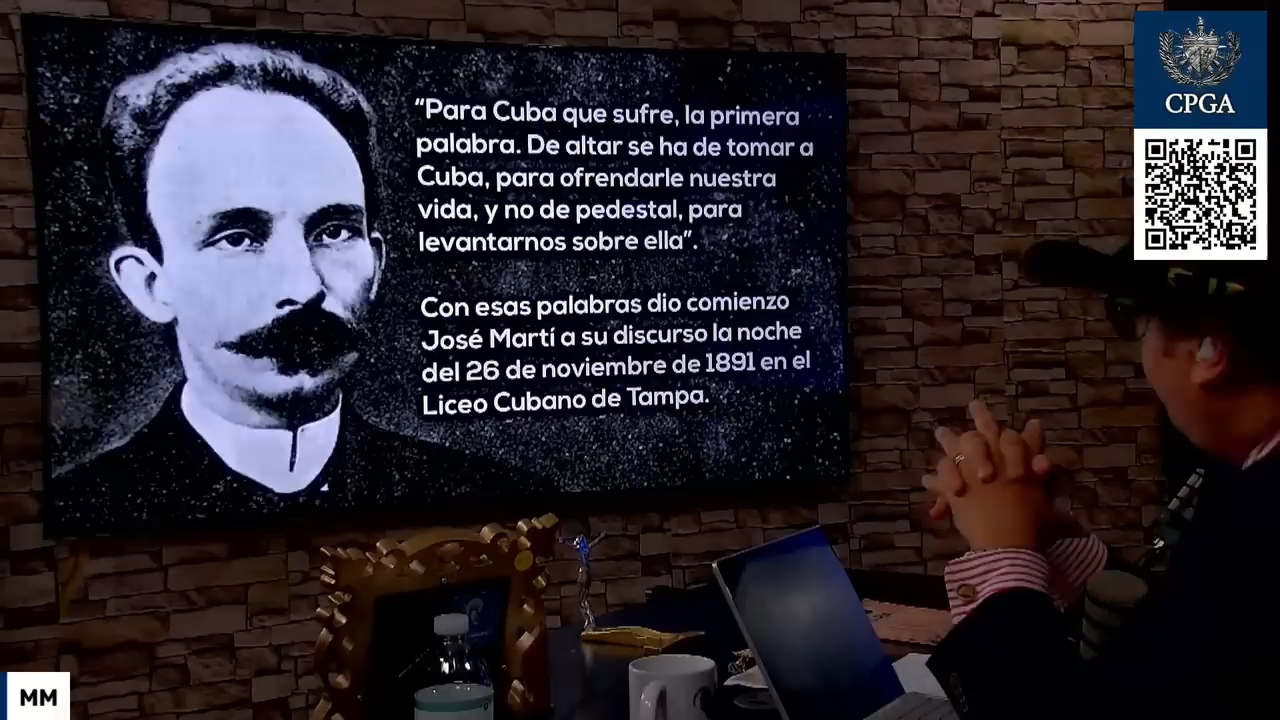 “Para Cuba que sufre, la primera
palabra. De altar se ha de tomar a
Cuba, para ofrendarle nuestra
vida, y no de pedestal, para
levantarnos sobre ella”.
Con esas palabras dio comienzo
José Martí a su discurso la noche
del 26 de noviembre de 1891 en el
Liceo Cubano de Tampa.
CPGA
MM